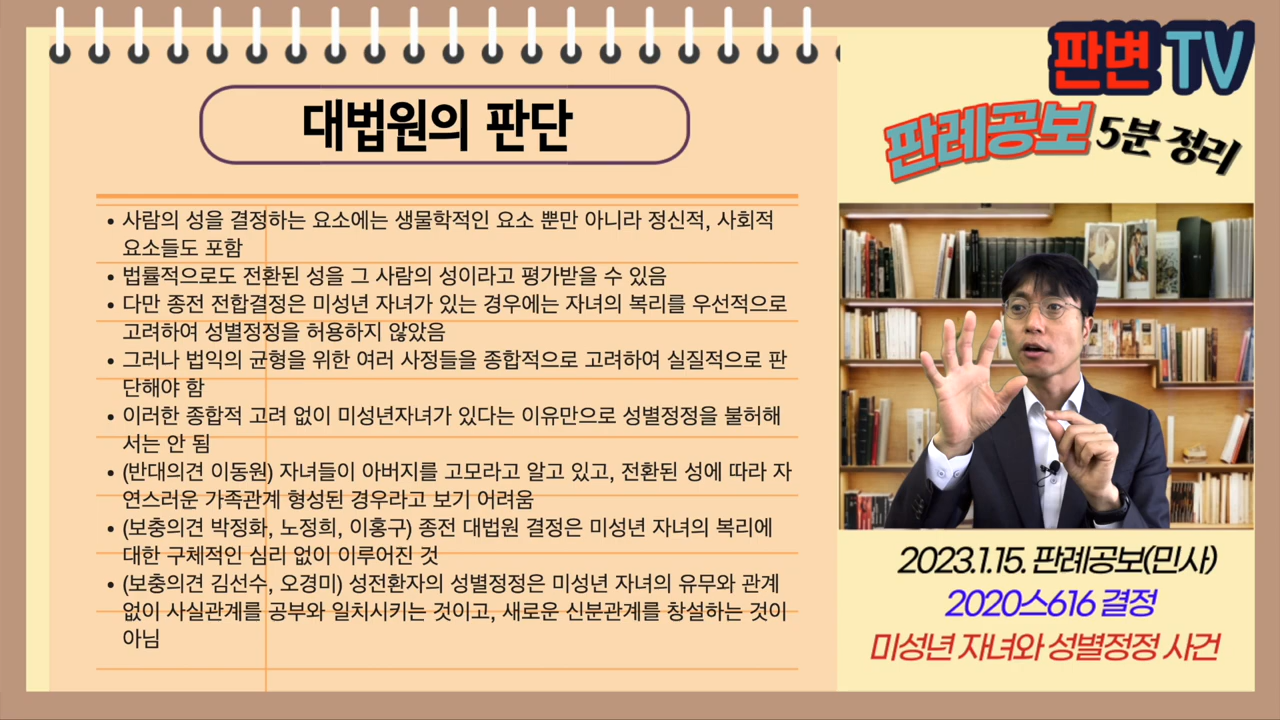 대법원의 판단
• 사람의 성을 결정하는 요소에는 생물학적인 요소 뿐만 아니라 정신적, 사회적
요소들도 포함
• 법률적으로도 전환된 성을 그 사람의 성이라고 평가받을 수 있음
• 다만 종전 전합결정은 미성년 자녀가 있는 경우에는 자녀의 복리를 우선적으로
고려하여 성별정정을 허용하지 않았음
• 그러나 법익의 균형을 위한 여러 사정들을 종합적으로 고려하여 실질적으로 판
단해야 함
• 이러한 종합적 고려 없이 미성년자녀가 있다는 이유만으로 성별정정을 불허해
서는 안 됨
• (반대의견 이동원) 자녀들이 아버지를 고모라고 알고 있고, 전환된 성에 따라 자
연스러운 가족관계 형성된 경우라고 보기 어려움
• (보충의견 박정화, 노정희, 이흥구) 종전 대법원 결정은 미성년 자녀의 복리에
대한 구체적인 심리 없이 이루어진 것
• (보충의견 김선수, 오경미) 성전환자의 성별정정은 미성년 자녀의 유무와 관계
없이 사실관계를 공부와 일치시키는 것이고, 새로운 신분관계를 창설하는 것이
아님
판변 TV
판례공보 5분 정리
2023.1.15. 판례공보(민사)
2020스616 결정
미성년 자녀와 성별정정 사건